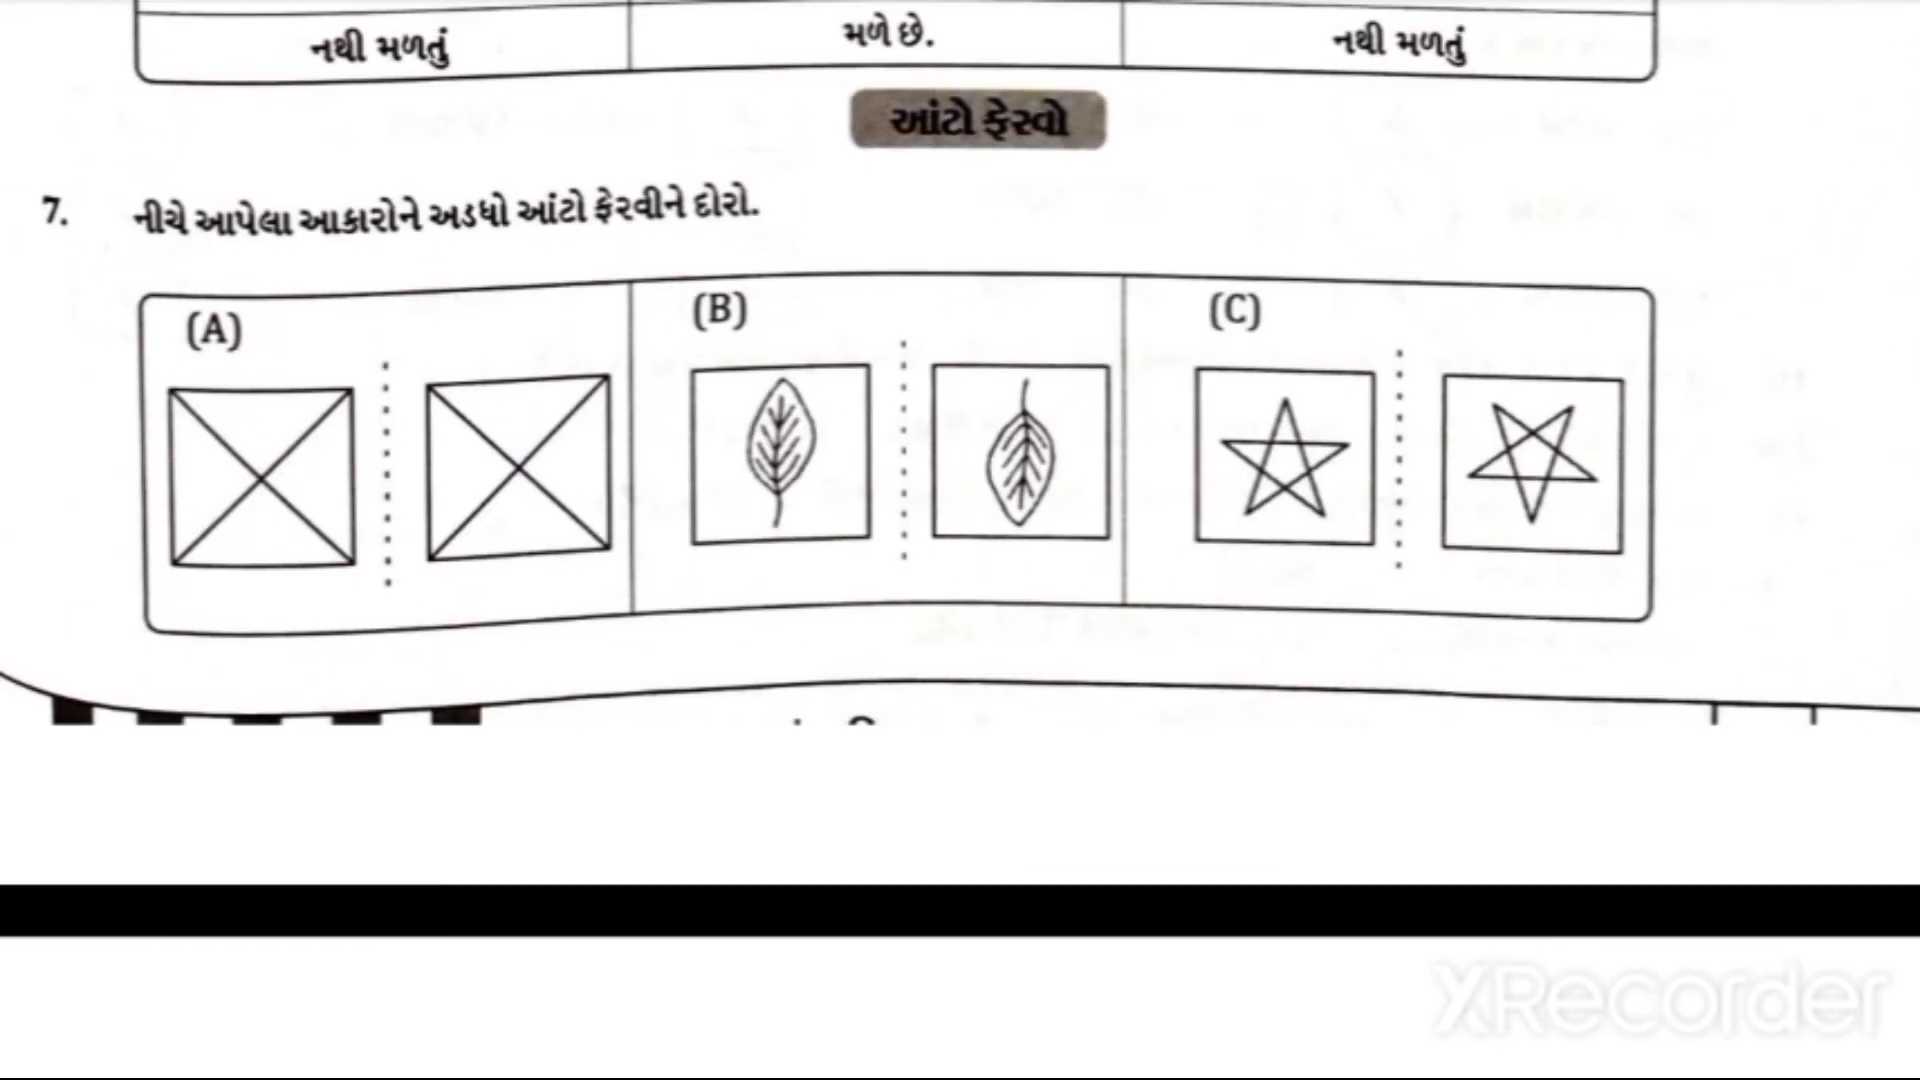 નથી મળતું મળે છે. નથી મળતું
આંટો ફેરવો
7. નીચે આપેલા આકારોને અડધો આંટો ફેરવીને દોરો.
(A) (B) (C)
XRecorder